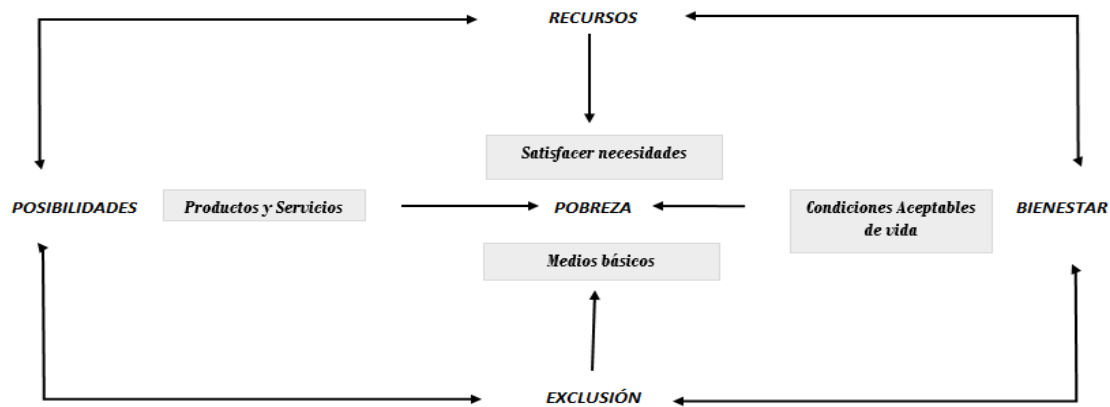 RECURSOS
Satisfacer necesidades
POSIBILIDADES
Productos y Servicios
POBREZA
Condiciones Aceptables
de vida
BIENESTAR
Medios básicos
EXCLUSIÓN